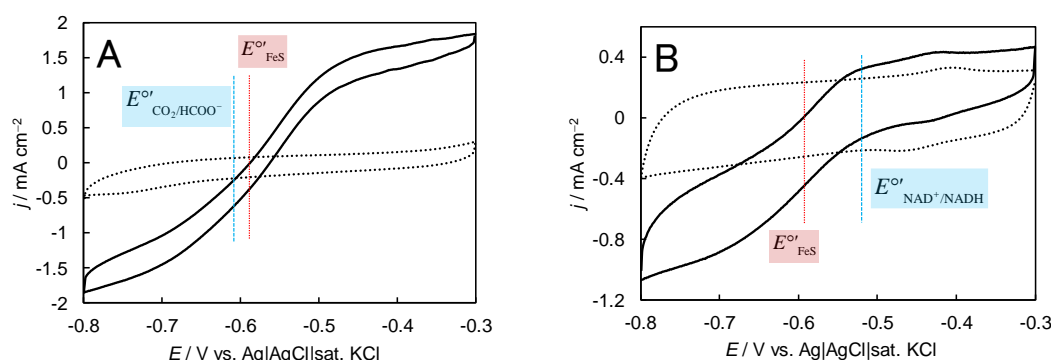 A
2
1.5
1
0.5
0
-0.5
-1
-1.5
-2
j / mA cm⁻²
E°′FeS
E°′CO₂/HCOO⁻
-0.8 -0.7 -0.6 -0.5 -0.4 -0.3
E / V vs. Ag|AgCl|sat. KCl
B
0.4
0
-0.4
-0.8
-1.2
j / mA cm⁻²
E°′NAD⁺/NADH
E°′FeS
-0.8 -0.7 -0.6 -0.5 -0.4 -0.3
E / V vs. Ag|AgCl|sat. KCl